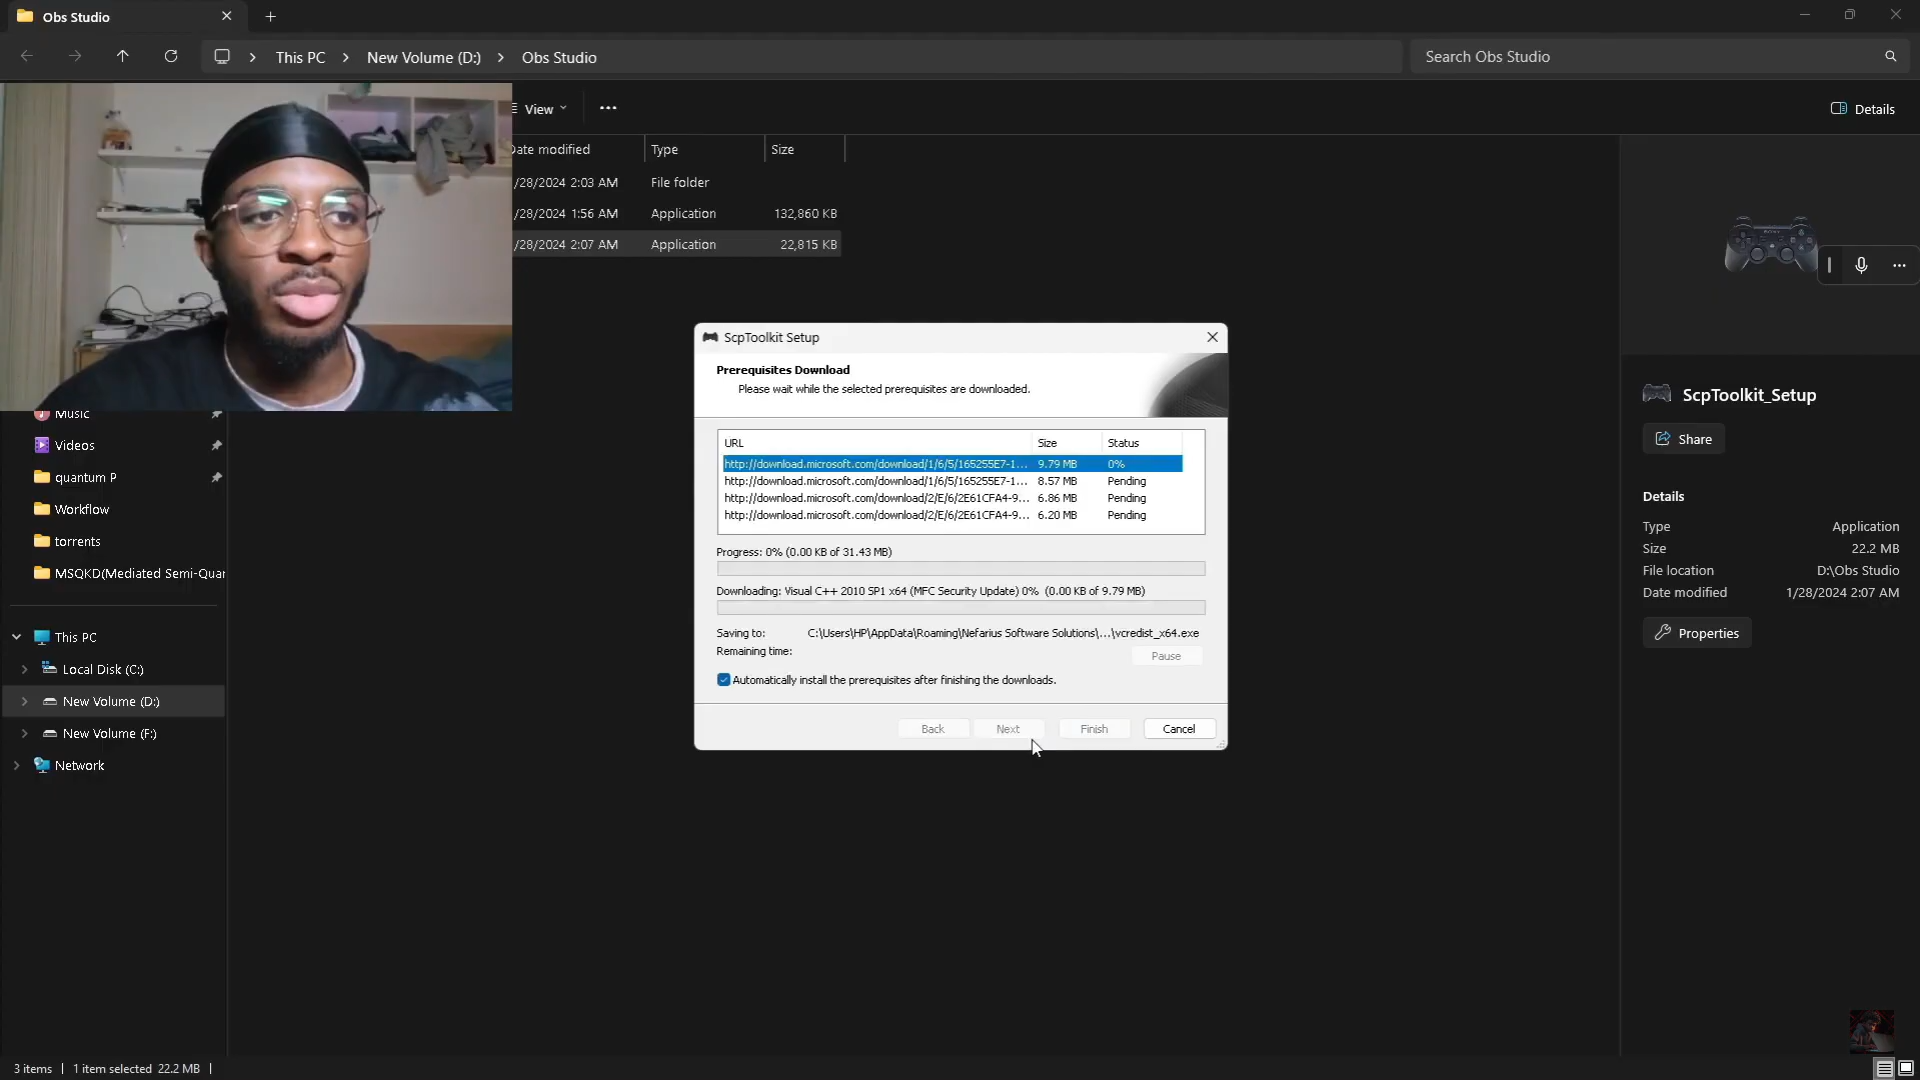 Obs Studio
This PC > New Volume (D:) > Obs Studio
Search Obs Studio
View
Details
Date modified Type Size
/28/2024 2:03 AM File folder
/28/2024 1:56 AM Application 132,860 KB
/28/2024 2:07 AM Application 22,815 KB
Music
Videos
quantum P
Workflow
torrents
MSQKD(Mediated Semi-Quar
This PC
Local Disk (C:)
New Volume (D:)
New Volume (F:)
Network
ScpToolkit Setup
Prerequisites Download
Please wait while the selected prerequisites are downloaded.
URL Size Status
http://download.microsoft.com/download/1/6/5/165255E7-1... 9.79 MB 0%
http://download.microsoft.com/download/1/6/5/165255E7-1... 8.57 MB Pending
http://download.microsoft.com/download/2/E/6/2E61CFA4-9... 6.86 MB Pending
http://download.microsoft.com/download/2/E/6/2E61CFA4-9... 6.20 MB Pending
Progress: 0% (0.00 KB of 31.43 MB)
Downloading: Visual C++ 2010 SP1 x64 (MFC Security Update) 0% (0.00 KB of 9.79 MB)
Saving to: C:\Users\HP\AppData\Roaming\Nefarius Software Solutions\...\vcredist_x64.exe
Remaining time:
Pause
Automatically install the prerequisites after finishing the downloads.
Back Next Finish Cancel
SONY
ScpToolkit_Setup
Share
Details
Type Application
Size 22.2 MB
File location D:\Obs Studio
Date modified 1/28/2024 2:07 AM
Properties
3 items | 1 item selected 22.2 MB |